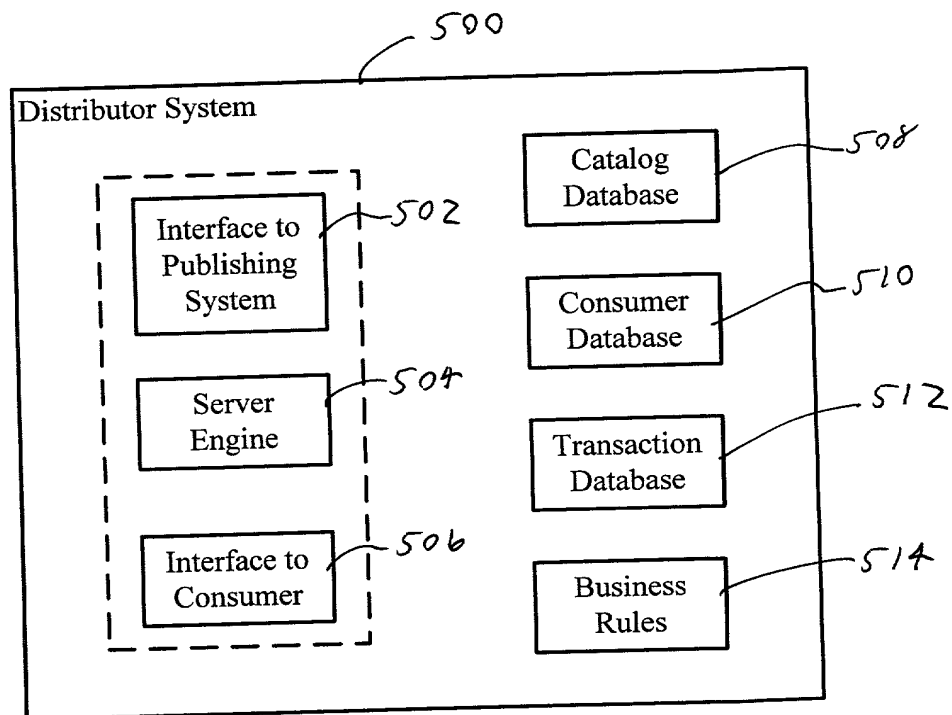 500
Distributor System
Interface to
Publishing
System
502
Server
Engine
504
Interface to
Consumer
506
Catalog
Database
508
Consumer
Database
510
Transaction
Database
512
Business
Rules
514